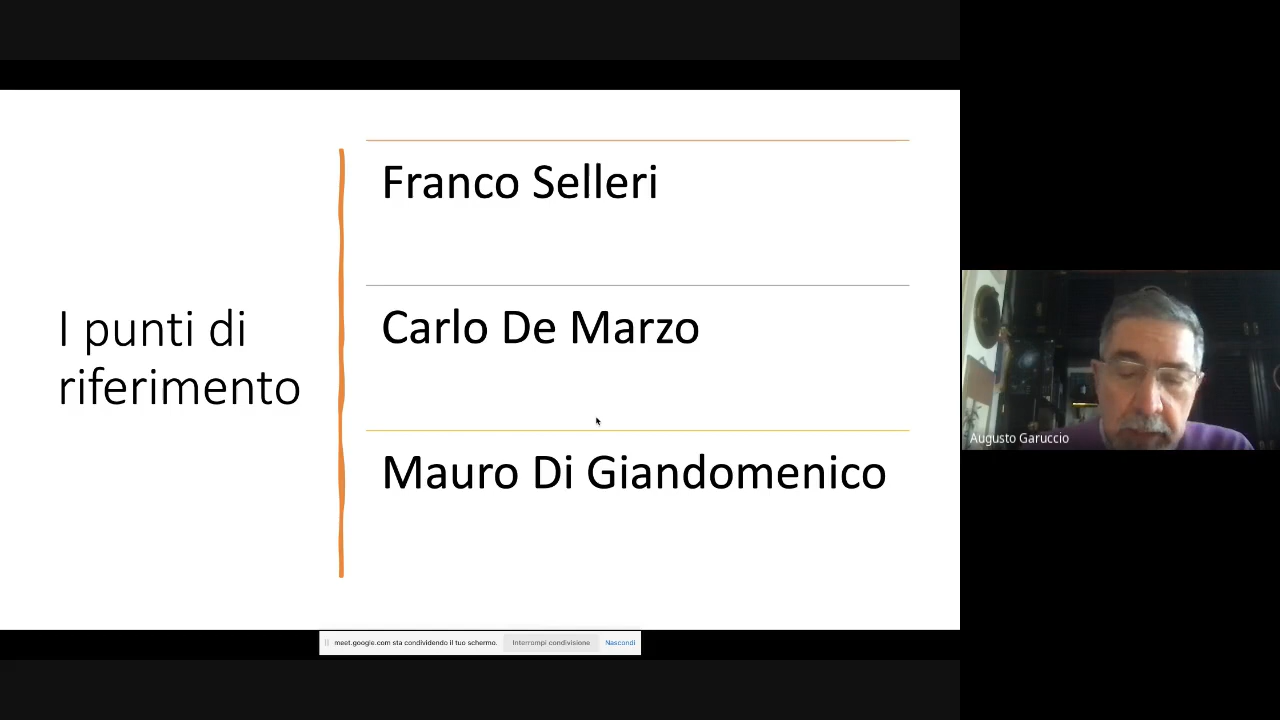 I punti di
riferimento
Franco Selleri
Carlo De Marzo
Mauro Di Giandomenico
Augusto Garuccio
meet.google.com sta condividendo il tuo schermo.
Interrompi condivisione
Nascondi